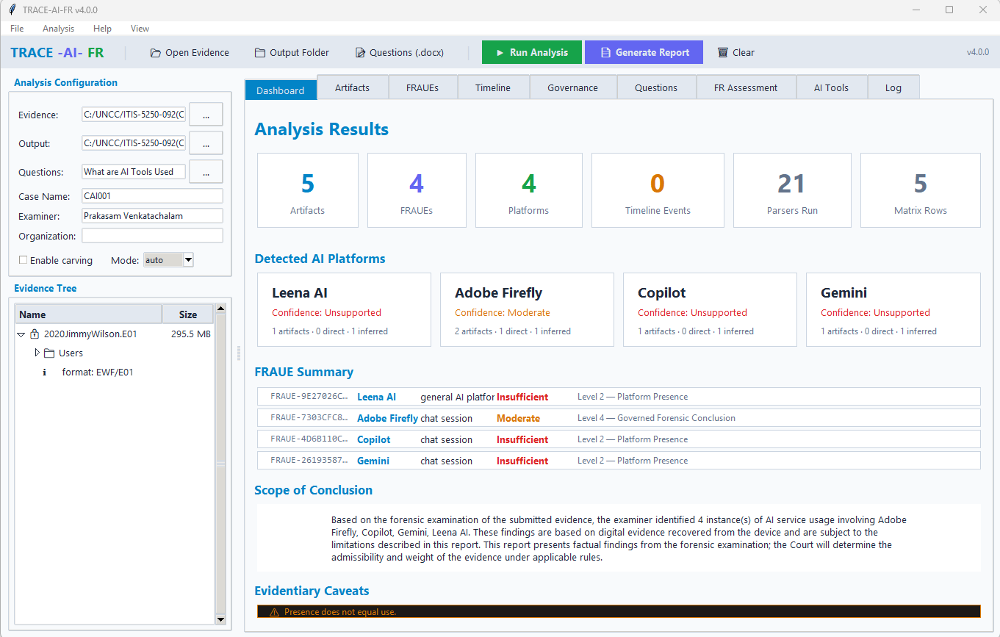 TRACE-AI-FR v4.0.0
File Analysis Help View
TRACE -AI- FR Open Evidence Output Folder Questions (.docx) Run Analysis Generate Report Clear v4.0.0
Analysis Configuration
Evidence: C:/UNCC/ITIS-5250-092(C ...
Output: C:/UNCC/ITIS-5250-092(C ...
Questions: What are AI Tools Used ...
Case Name: CAI001
Examiner: Prakasam Venkatachalam
Organization:
Enable carving Mode: auto
Evidence Tree
Name Size
2020JimmyWilson.E01 295.5 MB
Users
format: EWF/E01
Dashboard Artifacts FRAUEs Timeline Governance Questions FR Assessment AI Tools Log
Analysis Results
5 4 4 0 21 5
Artifacts FRAUEs Platforms Timeline Events Parsers Run Matrix Rows
Detected AI Platforms
Leena AI Adobe Firefly Copilot Gemini
Confidence: Unsupported Confidence: Moderate Confidence: Unsupported Confidence: Unsupported
1 artifacts · 0 direct · 1 inferred 2 artifacts · 1 direct · 1 inferred 1 artifacts · 0 direct · 1 inferred 1 artifacts · 0 direct · 1 inferred
FRAUE Summary
FRAUE-9E27026C… Leena AI general AI platfor Insufficient Level 2 — Platform Presence
FRAUE-7303CFC8… Adobe Firefly chat session Moderate Level 4 — Governed Forensic Conclusion
FRAUE-4D6B110C… Copilot chat session Insufficient Level 2 — Platform Presence
FRAUE-26193587… Gemini chat session Insufficient Level 2 — Platform Presence
Scope of Conclusion
Based on the forensic examination of the submitted evidence, the examiner identified 4 instance(s) of AI service usage involving Adobe
Firefly, Copilot, Gemini, Leena AI. These findings are based on digital evidence recovered from the device and are subject to the
limitations described in this report. This report presents factual findings from the forensic examination; the Court will determine the
admissibility and weight of the evidence under applicable rules.
Evidentiary Caveats
Presence does not equal use.